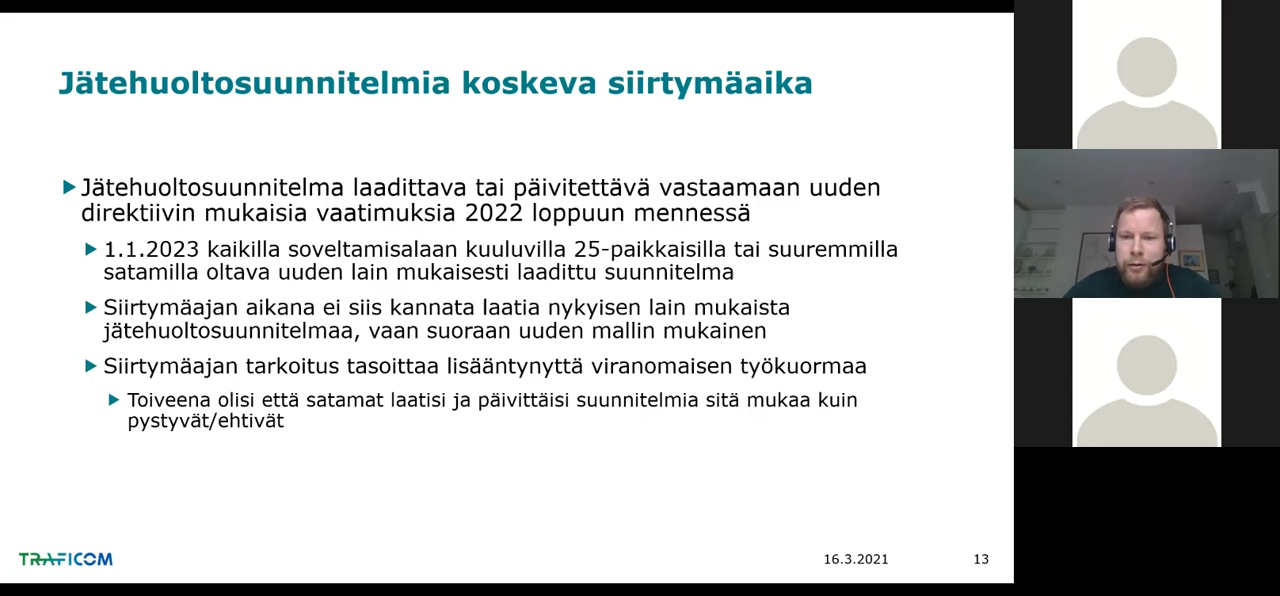 Jätehuoltosuunnitelmia koskeva siirtymäaika
Jätehuoltosuunnitelma laadittava tai päivitettävä vastaamaan uuden
direktiivin mukaisia vaatimuksia 2022 loppuun mennessä
1.1.2023 kaikilla soveltamisalaan kuuluvilla 25-paikkaisilla tai suuremmilla
satamilla oltava uuden lain mukaisesti laadittu suunnitelma
Siirtymäajan aikana ei siis kannata laatia nykyisen lain mukaista
jätehuoltosuunnitelmaa, vaan suoraan uuden mallin mukainen
Siirtymäajan tarkoitus tasoittaa lisääntynyttä viranomaisen työkuormaa
Toiveena olisi että satamat laatisi ja päivittäisi suunnitelmia sitä mukaa kuin
pystyvät/ehtivät
TRAFICOM
16.3.2021
13